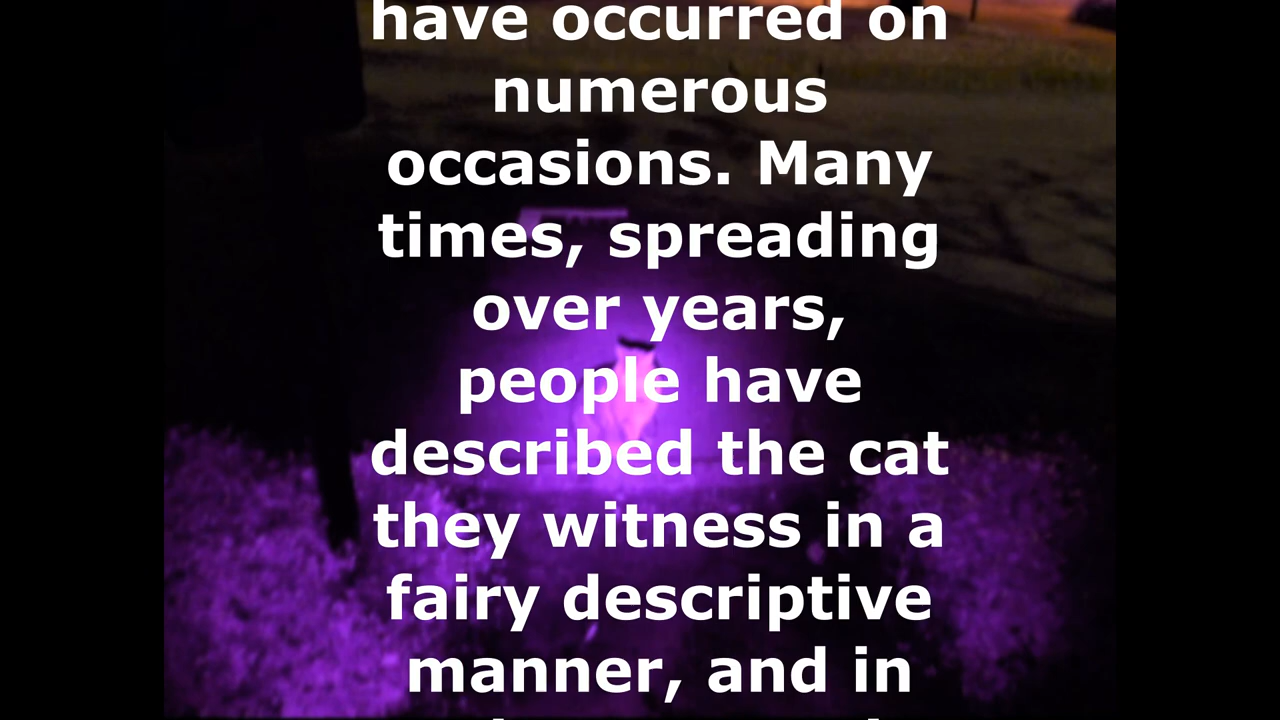 have occurred on
numerous
occasions. Many
times, spreading
over years,
people have
described the cat
they witness in a
fairy descriptive
manner, and in